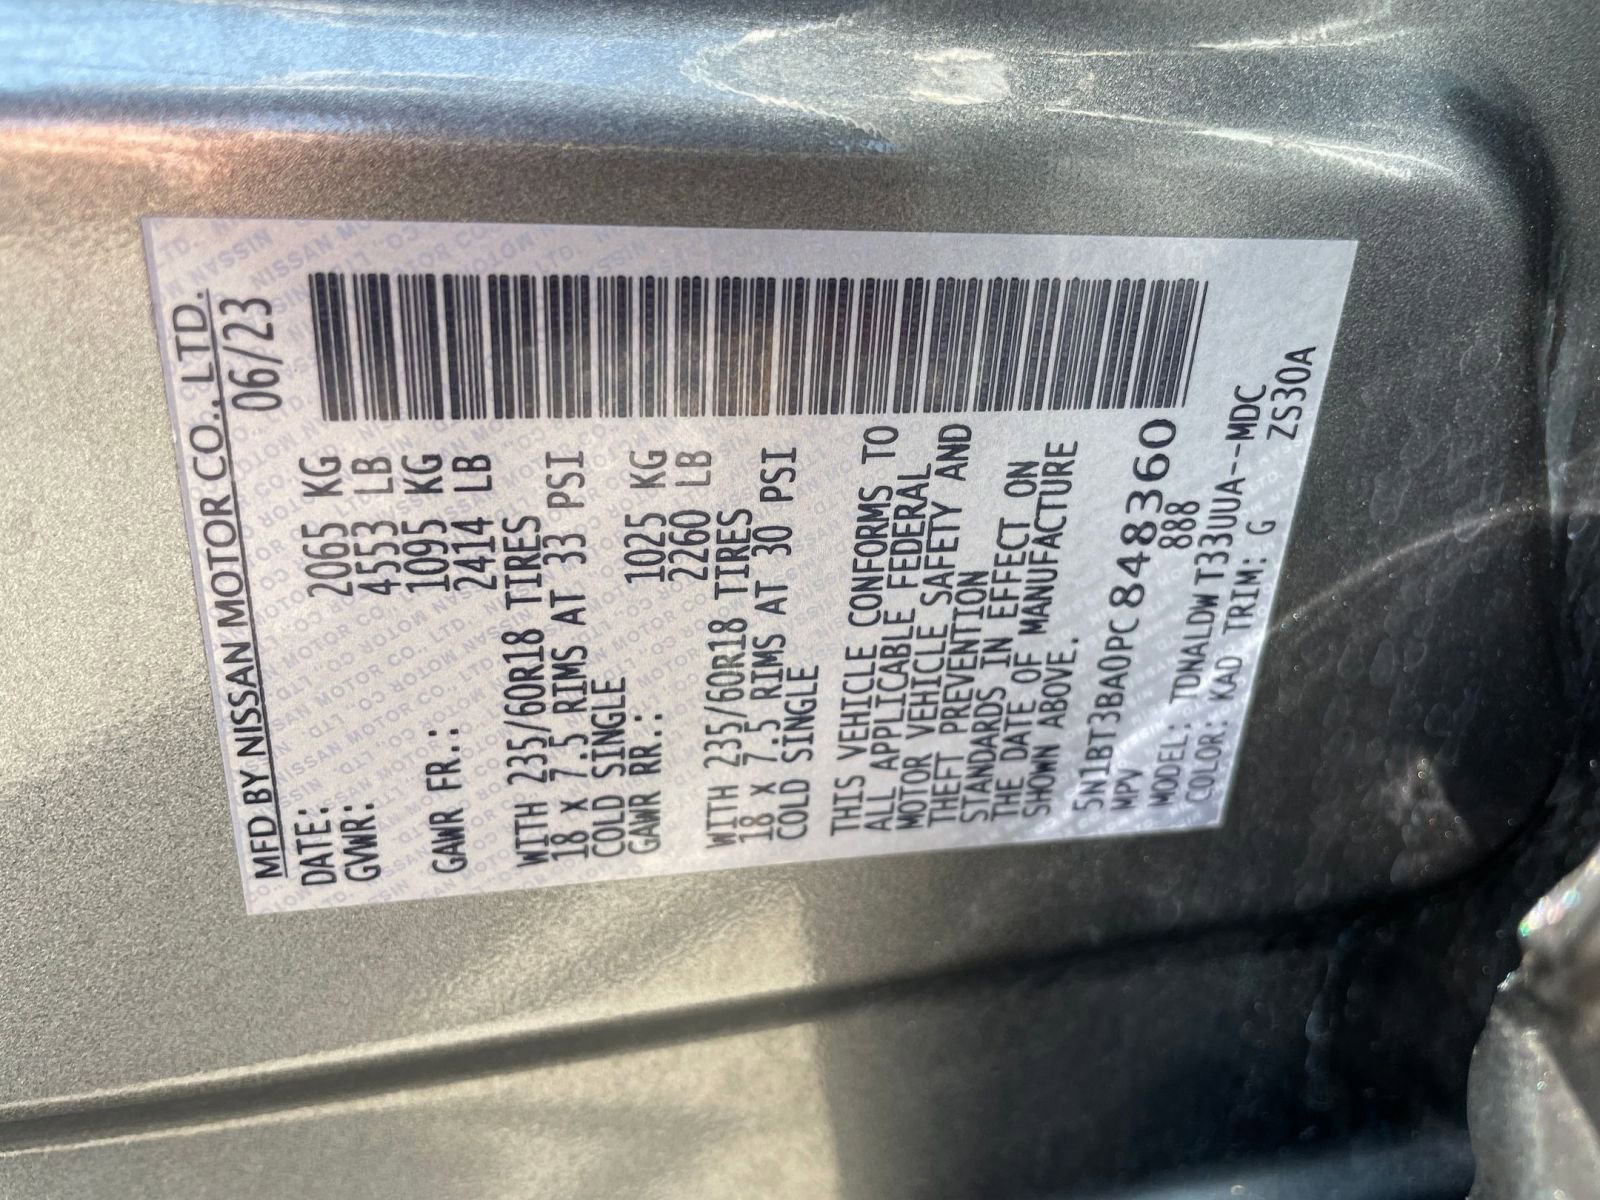 MFD BY NISSAN MOTOR CO., LTD.
DATE: 06/23
GVWR: 2065 KG
4553 LB
GAWR FR.: 1095 KG
2414 LB
WITH 235/60R18 TIRES
18 X 7.5 RIMS AT 33 PSI
COLD SINGLE
GAWR RR.: 1025 KG
2260 LB
WITH 235/60R18 TIRES
18 X 7.5 RIMS AT 30 PSI
COLD SINGLE
THIS VEHICLE CONFORMS TO
ALL APPLICABLE FEDERAL
MOTOR VEHICLE SAFETY AND
THEFT PREVENTION
STANDARDS IN EFFECT ON
THE DATE OF MANUFACTURE
SHOWN ABOVE.
5N1BT3BA0PC848360
MPV 888
MODEL: TDNALDW T33UUA--MDC
COLOR: KAD TRIM: G ZS30A